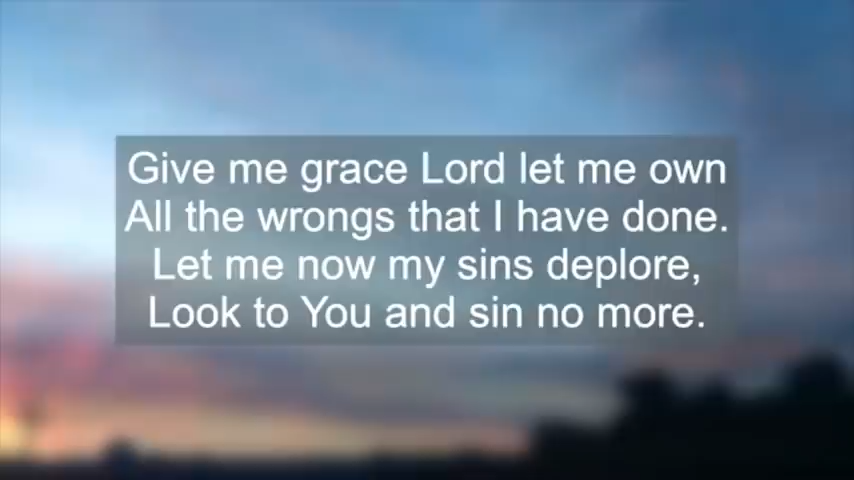 Give me grace Lord let me own
All the wrongs that I have done.
Let me now my sins deplore,
Look to You and sin no more.